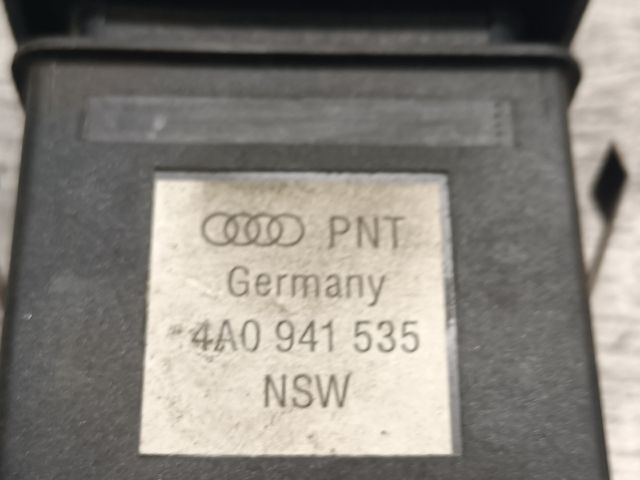 PNT
Germany
4A0 941 535
NSW